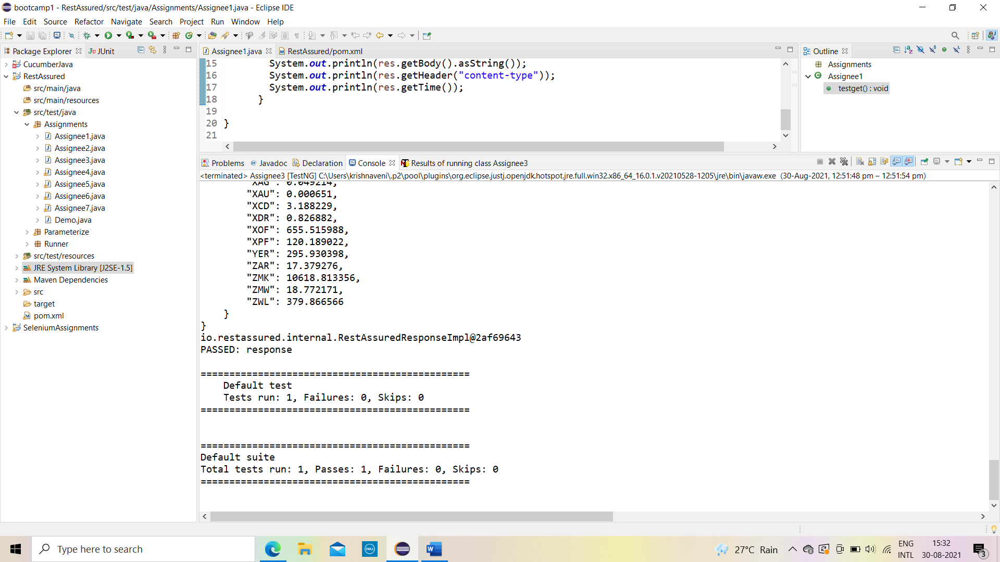 bootcamp1 - RestAssured/src/test/java/Assignments/Assignee1.java - Eclipse IDE
File Edit Source Refactor Navigate Search Project Run Window Help
Package Explorer JUnit
CucumberJava
RestAssured
src/main/java
src/main/resources
src/test/java
Assignments
Assignee1.java
Assignee2.java
Assignee3.java
Assignee4.java
Assignee5.java
Assignee6.java
Assignee7.java
Demo.java
Parameterize
Runner
src/test/resources
JRE System Library [J2SE-1.5]
Maven Dependencies
src
target
pom.xml
SeleniumAssignments
Assignee1.java RestAssured/pom.xml
15 System.out.println(res.getBody().asString());
16 System.out.println(res.getHeader("content-type"));
17 System.out.println(res.getTime());
18 }
19
20 }
21
Outline
Assignments
Assignee1
testget() : void
Problems Javadoc Declaration Console Results of running class Assignee3
<terminated> Assignee3 [TestNG] C:\Users\krishnaveni\.p2\pool\plugins\org.eclipse.justj.openjdk.hotspot.jre.full.win32.x86_64_16.0.1.v20210528-1205\jre\bin\javaw.exe (30-Aug-2021, 12:51:48 pm – 12:51:54 pm)
"XAG": 0.049214,
"XAU": 0.000651,
"XCD": 3.188229,
"XDR": 0.826882,
"XOF": 655.515988,
"XPF": 120.189022,
"YER": 295.930398,
"ZAR": 17.379276,
"ZMK": 10618.813356,
"ZMW": 18.772171,
"ZWL": 379.866566
}
}
io.restassured.internal.RestAssuredResponseImpl@2af69643
PASSED: response
===============================================
Default test
Tests run: 1, Failures: 0, Skips: 0
===============================================
===============================================
Default suite
Total tests run: 1, Passes: 1, Failures: 0, Skips: 0
===============================================
Type here to search
27°C Rain
ENG
INTL
15:32
30-08-2021
3